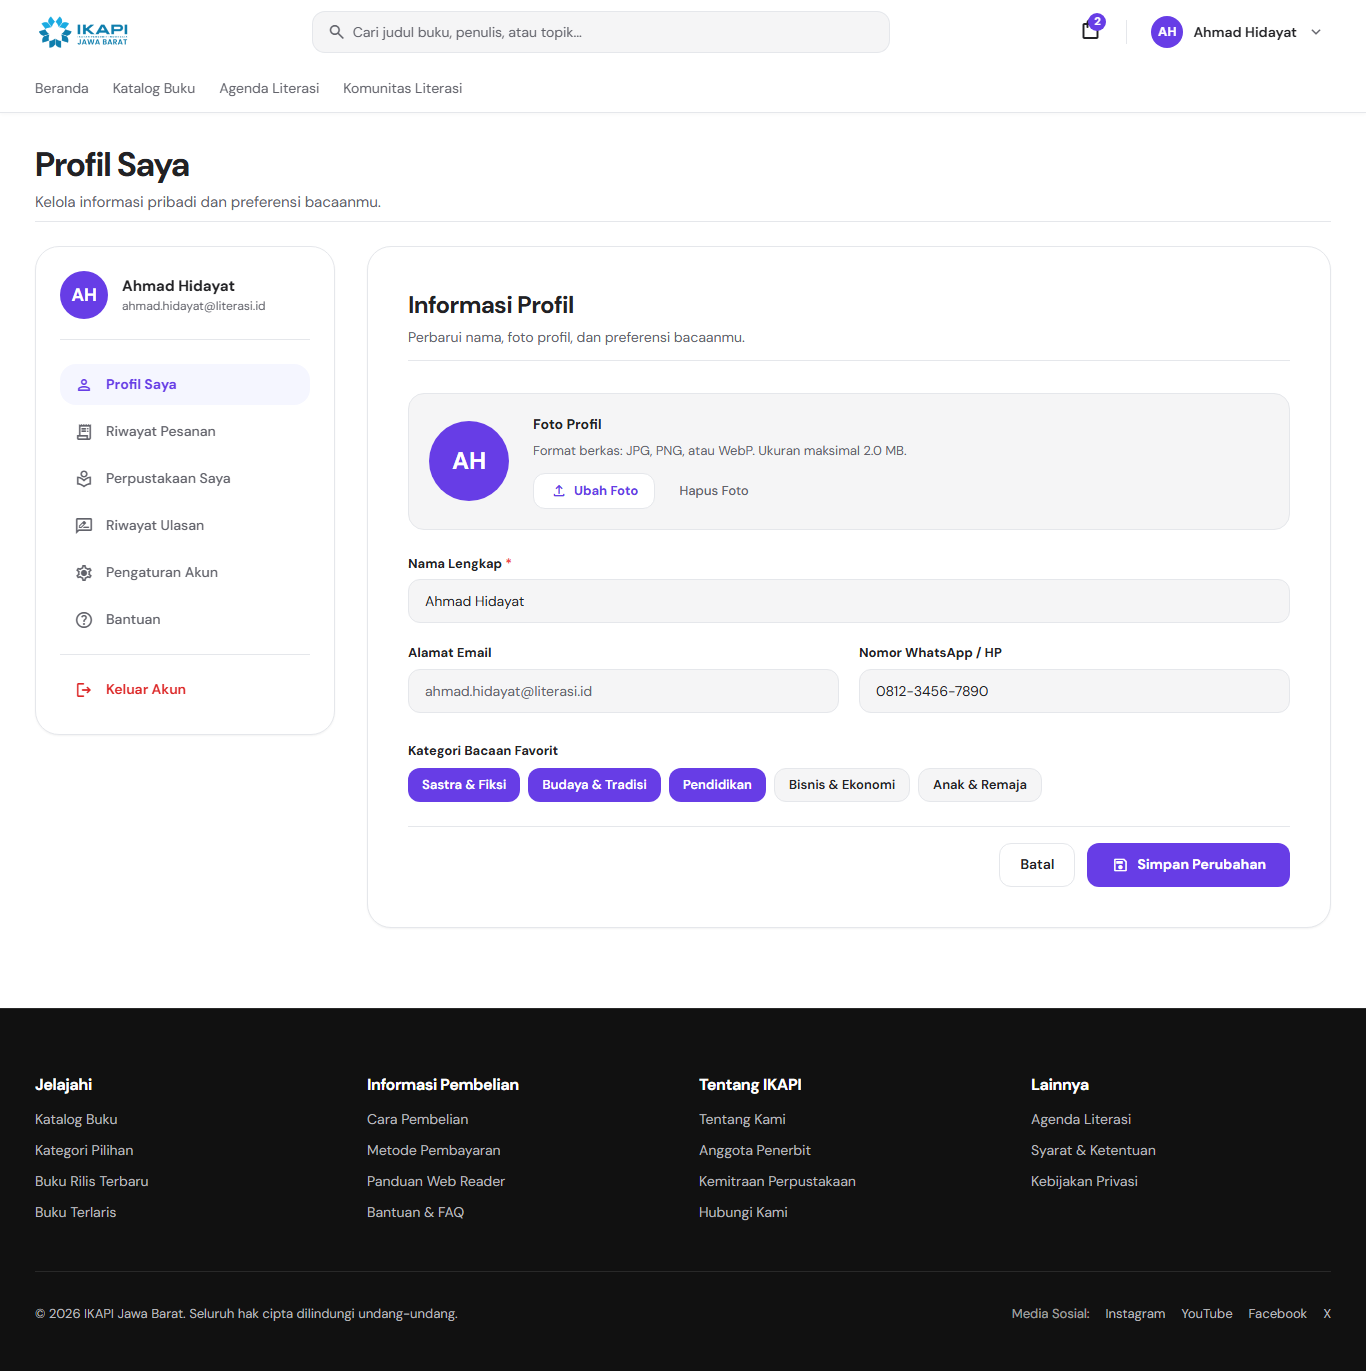 IKAPI
JAWA BARAT
Cari judul buku, penulis, atau topik...
2
AH
Ahmad Hidayat
Beranda
Katalog Buku
Agenda Literasi
Komunitas Literasi
Profil Saya
Kelola informasi pribadi dan preferensi bacaanmu.
AH
Ahmad Hidayat
ahmad.hidayat@literasi.id
Profil Saya
Riwayat Pesanan
Perpustakaan Saya
Riwayat Ulasan
Pengaturan Akun
Bantuan
Keluar Akun
Informasi Profil
Perbarui nama, foto profil, dan preferensi bacaanmu.
AH
Foto Profil
Format berkas: JPG, PNG, atau WebP. Ukuran maksimal 2.0 MB.
Ubah Foto
Hapus Foto
Nama Lengkap *
Ahmad Hidayat
Alamat Email
ahmad.hidayat@literasi.id
Nomor WhatsApp / HP
0812-3456-7890
Kategori Bacaan Favorit
Sastra & Fiksi
Budaya & Tradisi
Pendidikan
Bisnis & Ekonomi
Anak & Remaja
Batal
Simpan Perubahan
Jelajahi
Katalog Buku
Kategori Pilihan
Buku Rilis Terbaru
Buku Terlaris
Informasi Pembelian
Cara Pembelian
Metode Pembayaran
Panduan Web Reader
Bantuan & FAQ
Tentang IKAPI
Tentang Kami
Anggota Penerbit
Kemitraan Perpustakaan
Hubungi Kami
Lainnya
Agenda Literasi
Syarat & Ketentuan
Kebijakan Privasi
© 2026 IKAPI Jawa Barat. Seluruh hak cipta dilindungi undang-undang.
Media Sosial:
Instagram
YouTube
Facebook
X